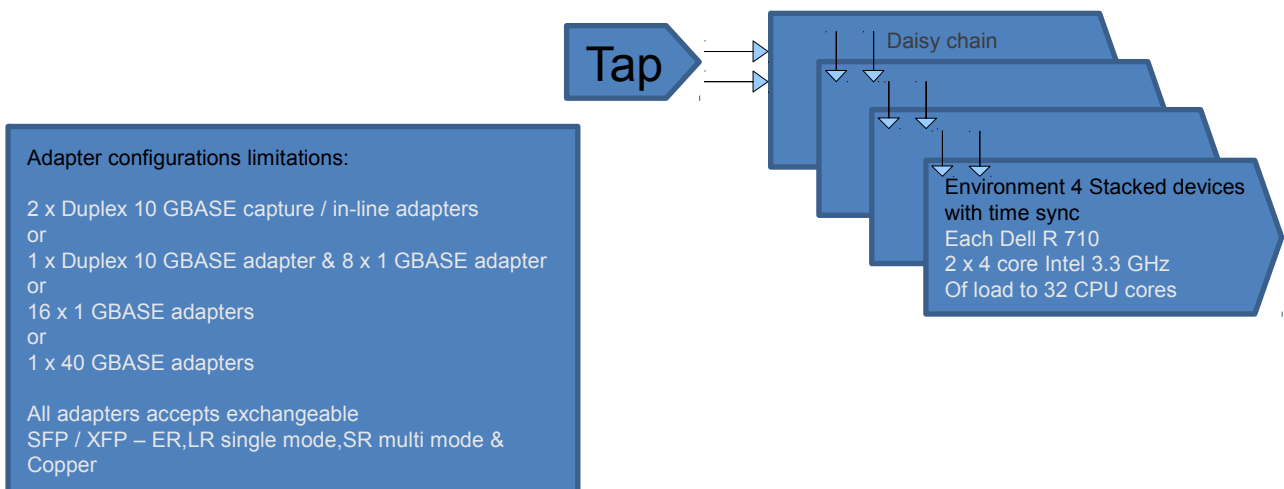 Tap
Daisy chain
Environment 4 Stacked devices
with time sync
Each Dell R 710
2 x 4 core Intel 3.3 GHz
Of load to 32 CPU cores
Adapter configurations limitations:
2 x Duplex 10 GBASE capture / in-line adapters
or
1 x Duplex 10 GBASE adapter & 8 x 1 GBASE adapter
or
16 x 1 GBASE adapters
or
1 x 40 GBASE adapters
All adapters accepts exchangeable
SFP / XFP – ER,LR single mode,SR multi mode &
Copper